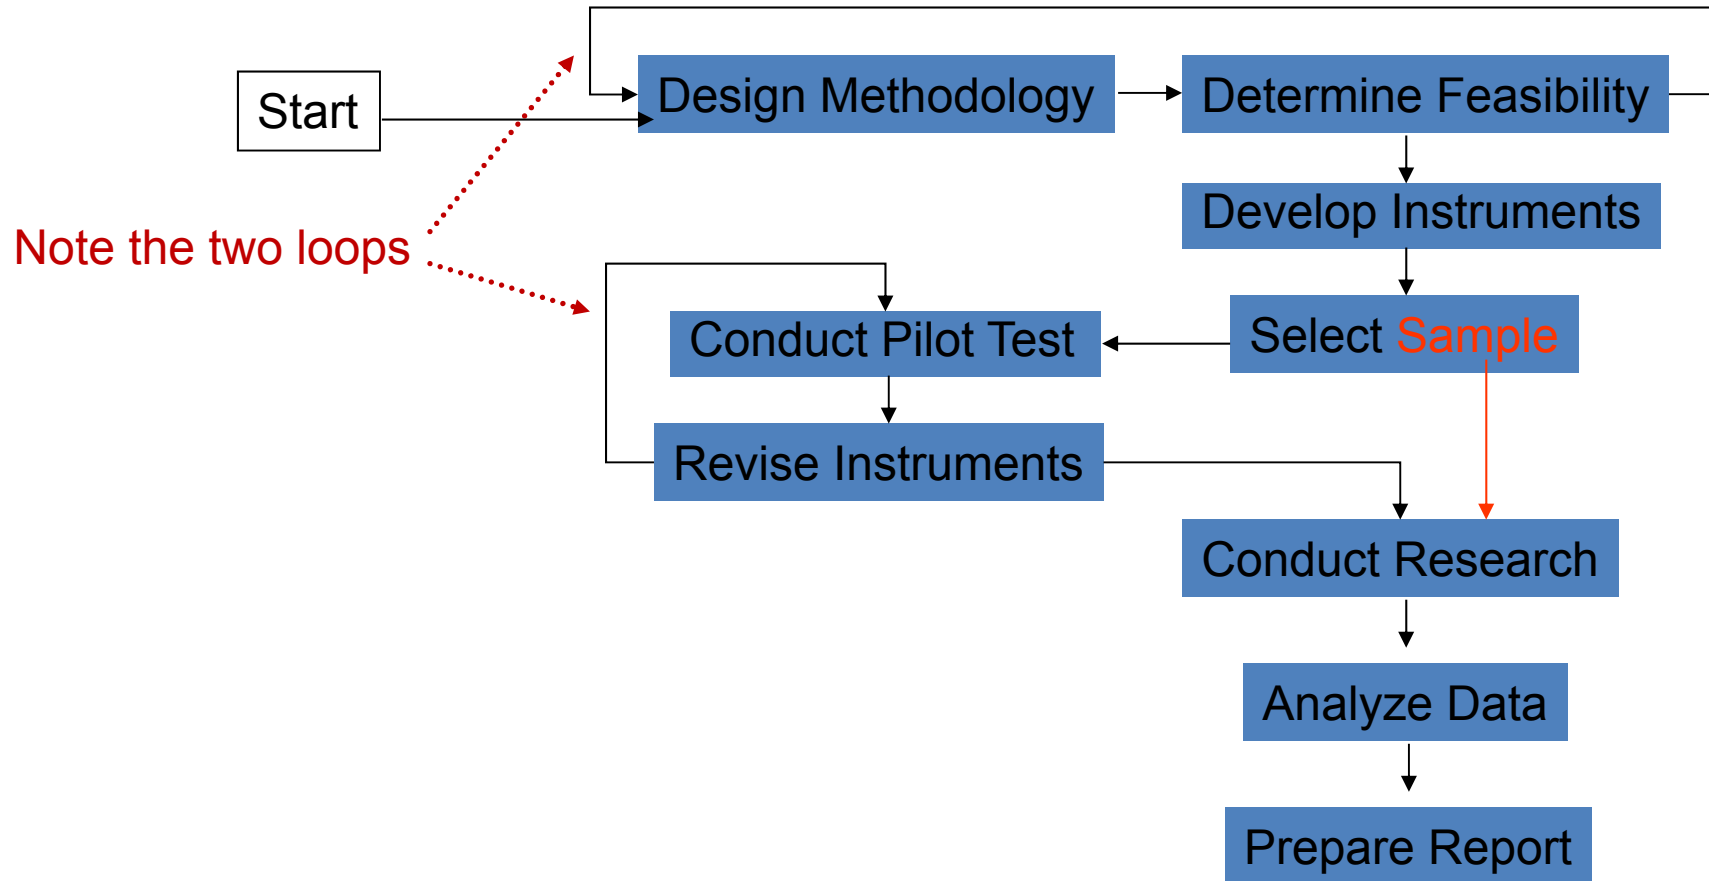 Start
Design Methodology
Determine Feasibility
Develop Instruments
Note the two loops
Select Sample
Conduct Pilot Test
Revise Instruments
Conduct Research
Analyze Data
Prepare Report